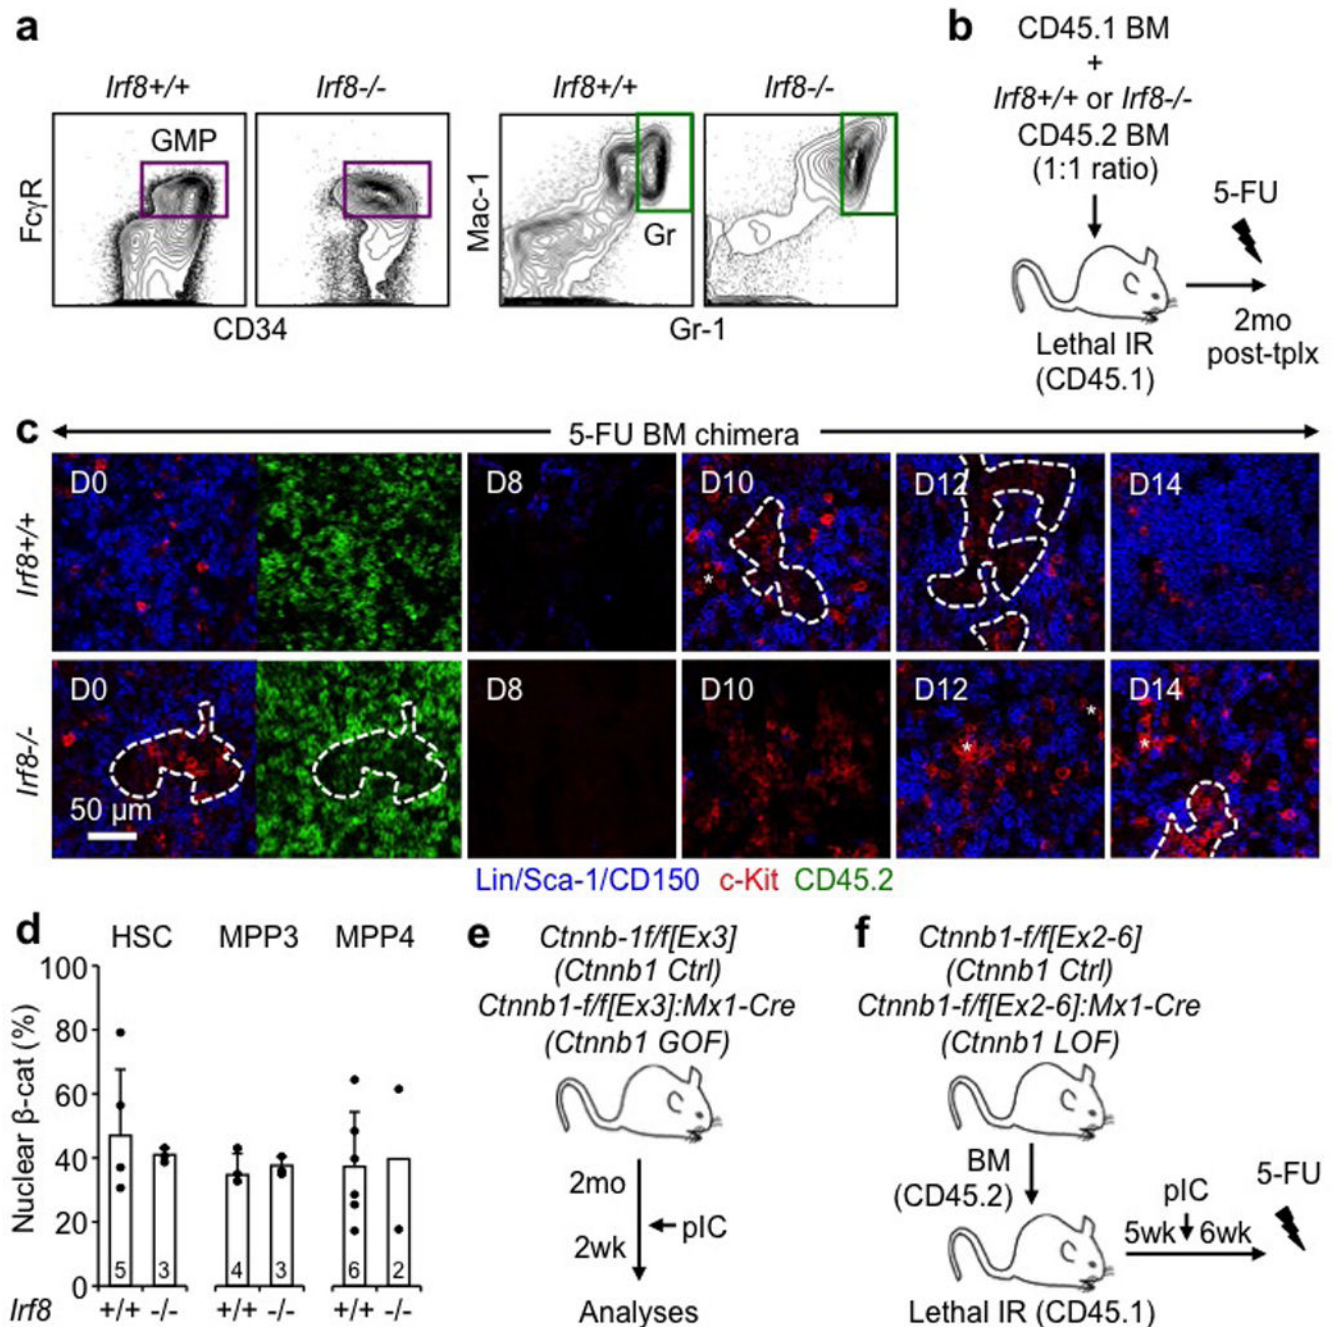 a
Irf8+/+ Irf8-/- Irf8+/+ Irf8-/-
GMP
FcγR
CD34
Mac-1
Gr
Gr-1
b
CD45.1 BM
+
Irf8+/+ or Irf8-/-
CD45.2 BM
(1:1 ratio)
5-FU
2mo
post-tplx
Lethal IR
(CD45.1)
c
5-FU BM chimera
Irf8+/+
D0 D8 D10 D12 D14
*
Irf8-/-
D0 D8 D10 D12 D14
* * *
50 µm
Lin/Sca-1/CD150 c-Kit CD45.2
d
HSC MPP3 MPP4
Nuclear β-cat (%)
100
80
60
40
20
0
5 3 4 3 6 2
Irf8 +/+ -/- +/+ -/- +/+ -/-
e
Ctnnb-1f/f[Ex3]
(Ctnnb1 Ctrl)
Ctnnb1-f/f[Ex3]:Mx1-Cre
(Ctnnb1 GOF)
2mo
pIC
2wk
Analyses
f
Ctnnb1-f/f[Ex2-6]
(Ctnnb1 Ctrl)
Ctnnb1-f/f[Ex2-6]:Mx1-Cre
(Ctnnb1 LOF)
BM
(CD45.2)
pIC
5wk 6wk
5-FU
Lethal IR (CD45.1)